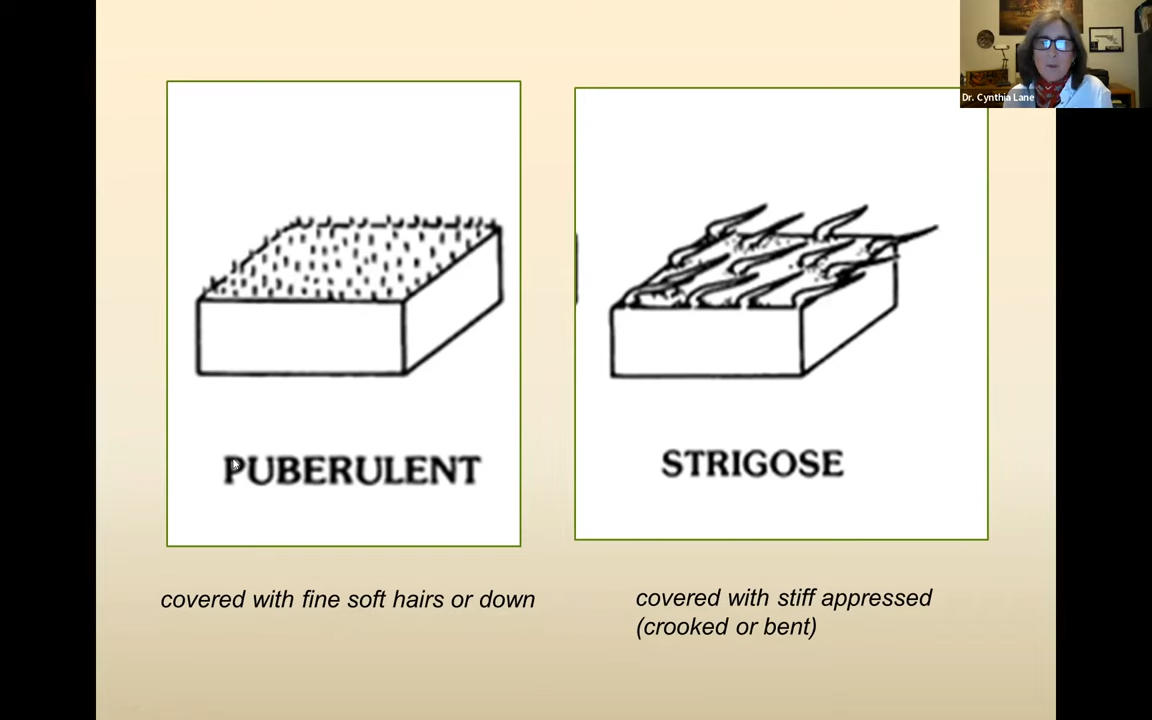 Dr. Cynthia Lane
PUBERULENT
STRIGOSE
covered with fine soft hairs or down
covered with stiff appressed
(crooked or bent)